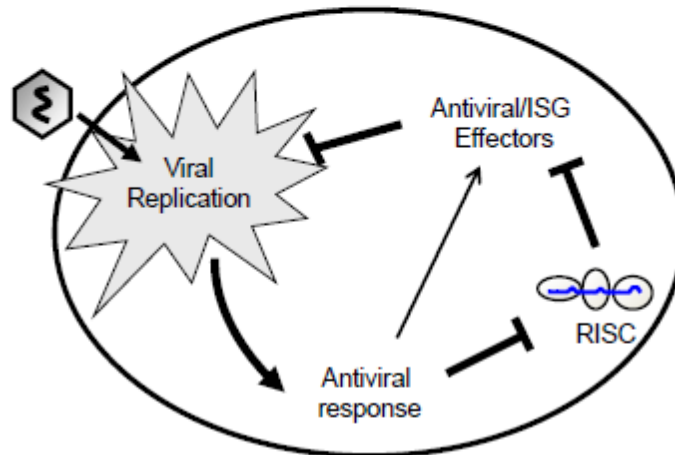 Antiviral/ISG
Effectors
Viral
Replication
RISC
Antiviral
response